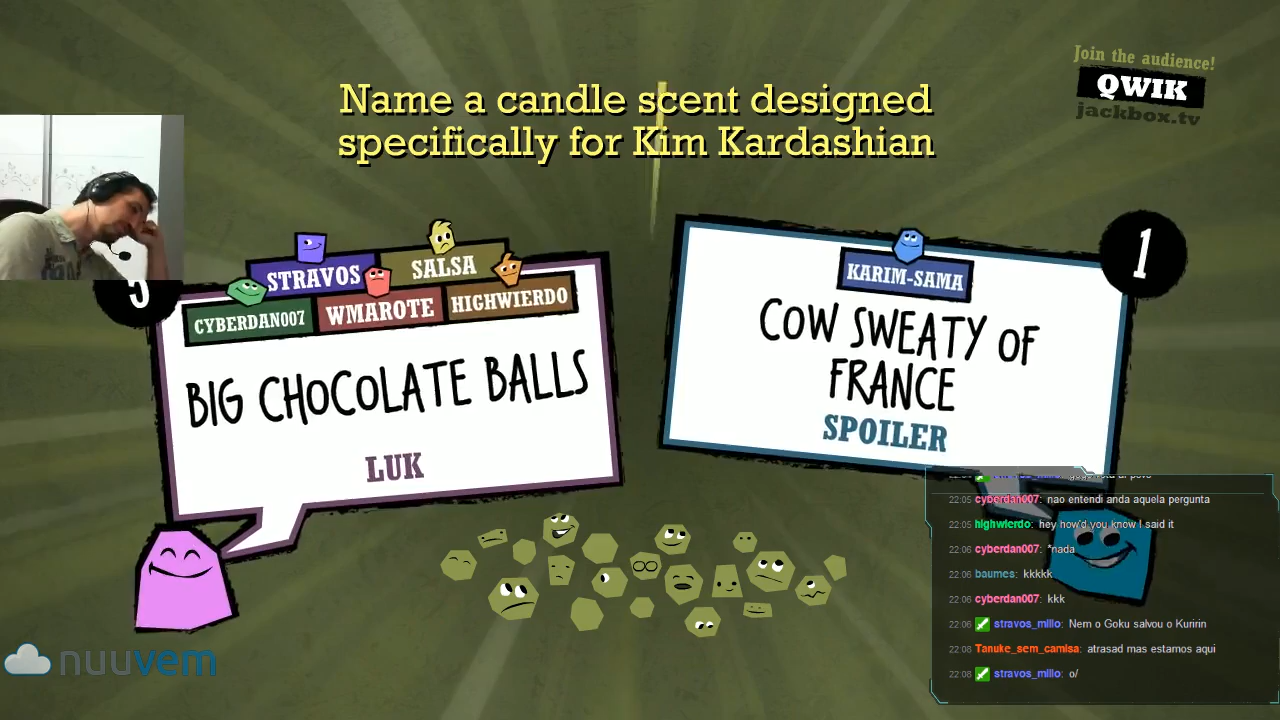 Join the audience!
QWIK
jackbox.tv
Name a candle scent designed
specifically for Kim Kardashian
STRAVOS
SALSA
CYBERDAN007
WMAROTE
HIGHWIERDO
BIG CHOCOLATE BALLS
LUK
1
KARIM-SAMA
COW SWEATY OF
FRANCE
SPOILER
22:05 cyberdan007: nao entendi anda aquela pergunta
22:05 highwierdo: hey how'd you know I said it
22:06 cyberdan007: *nada
22:06 baumes: kkkkk
22:06 cyberdan007: kkk
22:06 stravos_millo: Nem o Goku salvou o Kuririn
22:08 Tanuke_sem_camisa: atrasad mas estamos aqui
22:08 stravos_millo: o/
nuuvem